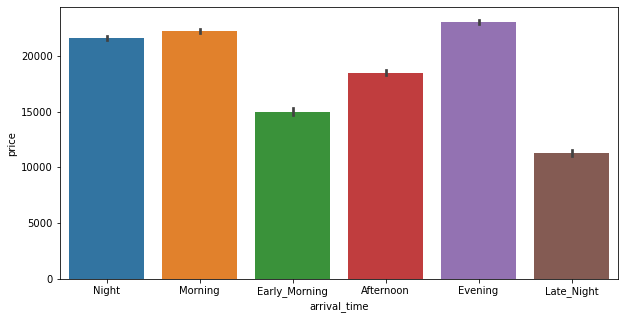 20000
15000
10000
5000
0
price
Night Morning Early_Morning Afternoon Evening Late_Night
arrival_time